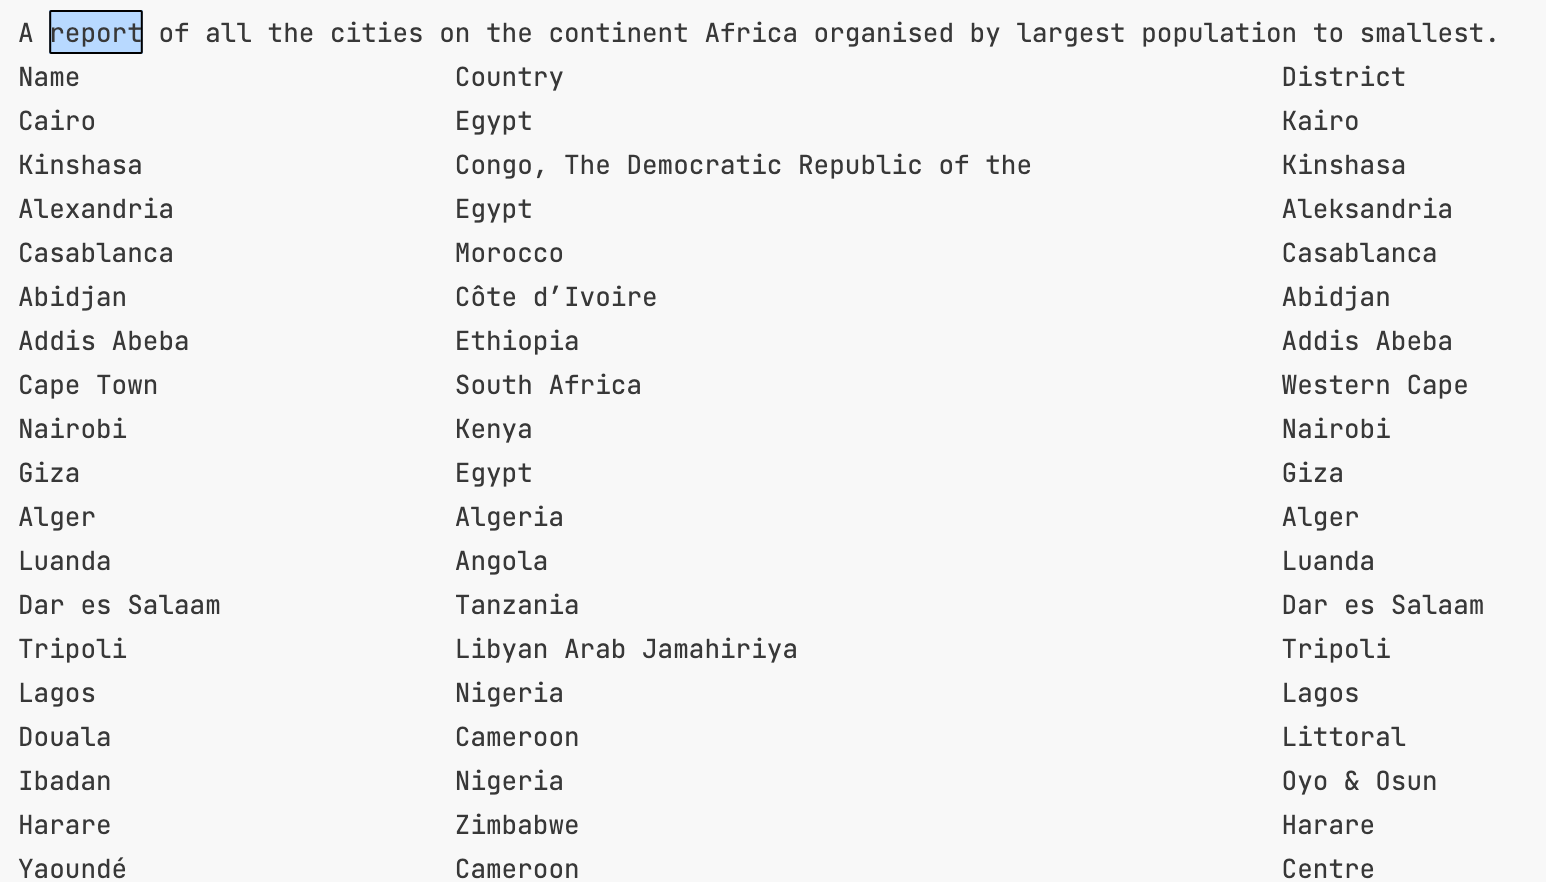 A report of all the cities on the continent Africa organised by largest population to smallest.
Name Country District
Cairo Egypt Kairo
Kinshasa Congo, The Democratic Republic of the Kinshasa
Alexandria Egypt Aleksandria
Casablanca Morocco Casablanca
Abidjan Côte d’Ivoire Abidjan
Addis Abeba Ethiopia Addis Abeba
Cape Town South Africa Western Cape
Nairobi Kenya Nairobi
Giza Egypt Giza
Alger Algeria Alger
Luanda Angola Luanda
Dar es Salaam Tanzania Dar es Salaam
Tripoli Libyan Arab Jamahiriya Tripoli
Lagos Nigeria Lagos
Douala Cameroon Littoral
Ibadan Nigeria Oyo & Osun
Harare Zimbabwe Harare
Yaoundé Cameroon Centre